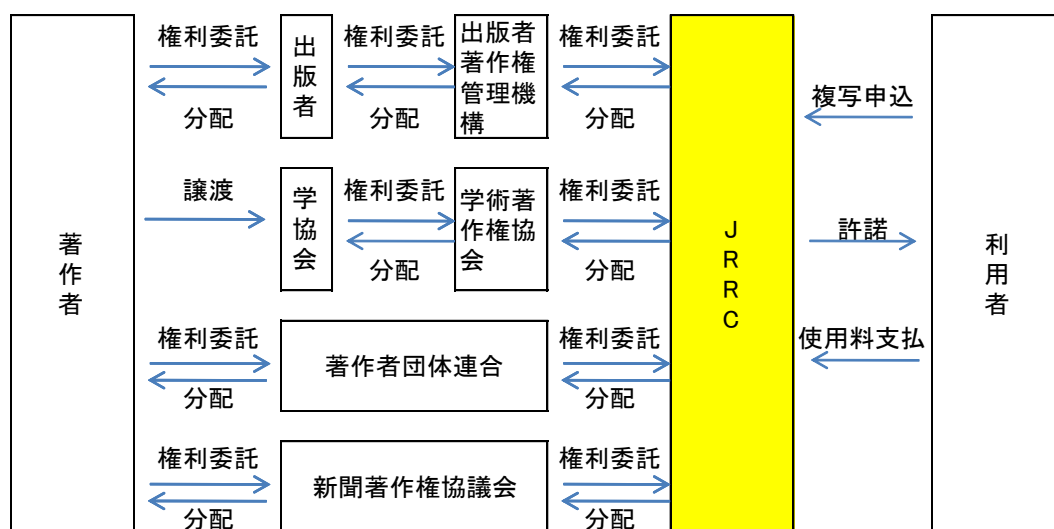 著作者
権利委託
分配
出版者
権利委託
分配
出版者
著作権
管理機
構
権利委託
分配
譲渡
学協会
権利委託
分配
学術著
作権協
会
権利委託
分配
権利委託
分配
著作者団体連合
権利委託
分配
権利委託
分配
新聞著作権協議会
権利委託
分配
JRRC
複写申込
許諾
使用料支払
利用者